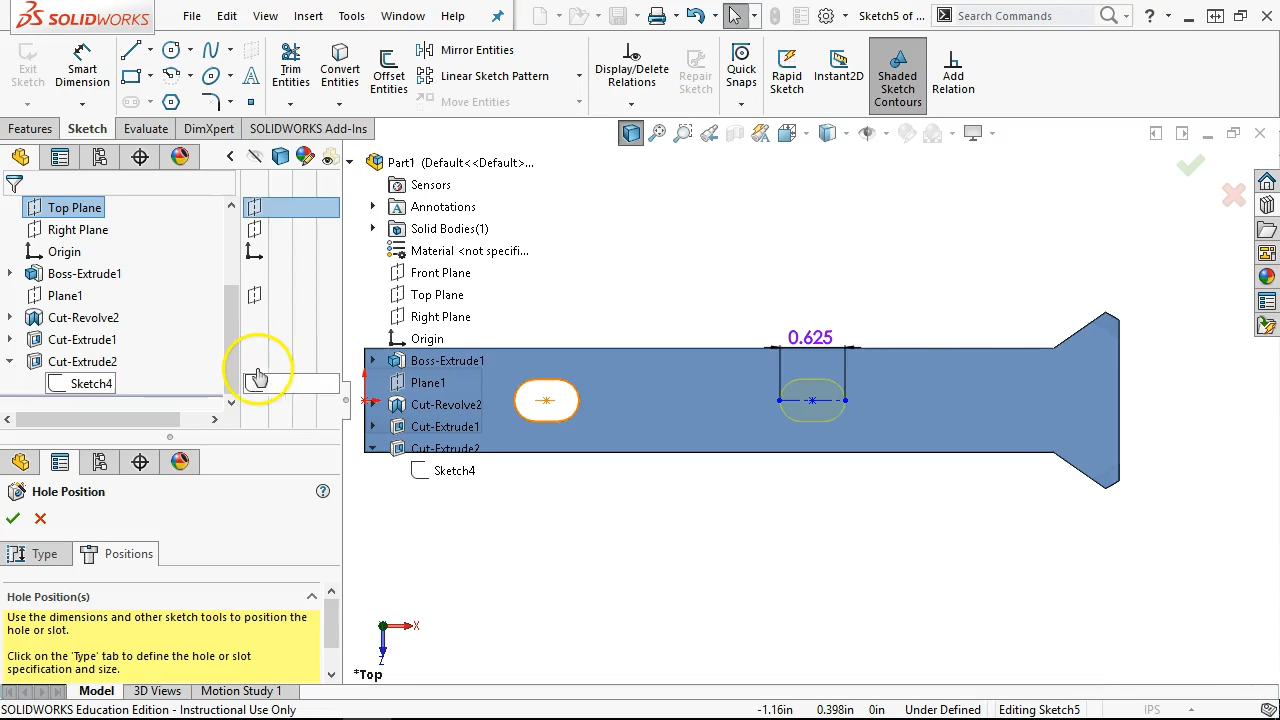 SOLIDWORKS File Edit View Insert Tools Window Help Sketch5 of ... Search Commands ?
Exit Sketch Smart Dimension Trim Entities Convert Entities Offset Entities Mirror Entities Linear Sketch Pattern Move Entities Display/Delete Relations Repair Sketch Quick Snaps Rapid Sketch Instant2D Shaded Sketch Contours Add Relation
Features Sketch Evaluate DimXpert SOLIDWORKS Add-Ins
Part1 (Default<<Default>...
Sensors
Annotations
Solid Bodies(1)
Material <not specifi...
Front Plane
Top Plane
Right Plane
Origin
Boss-Extrude1
Plane1
Cut-Revolve2
Cut-Extrude1
Cut-Extrude2
Sketch4
Top Plane
Right Plane
Origin
Boss-Extrude1
Plane1
Cut-Revolve2
Cut-Extrude1
Cut-Extrude2
Sketch4
0.625
Hole Position
Type Positions
Hole Position(s)
Use the dimensions and other sketch tools to position the
hole or slot.
Click on the 'Type' tab to define the hole or slot
specification and size.
X
Z
*Top
Model 3D Views Motion Study 1
SOLIDWORKS Education Edition - Instructional Use Only -1.16in 0.398in 0in Under Defined Editing Sketch5 IPS